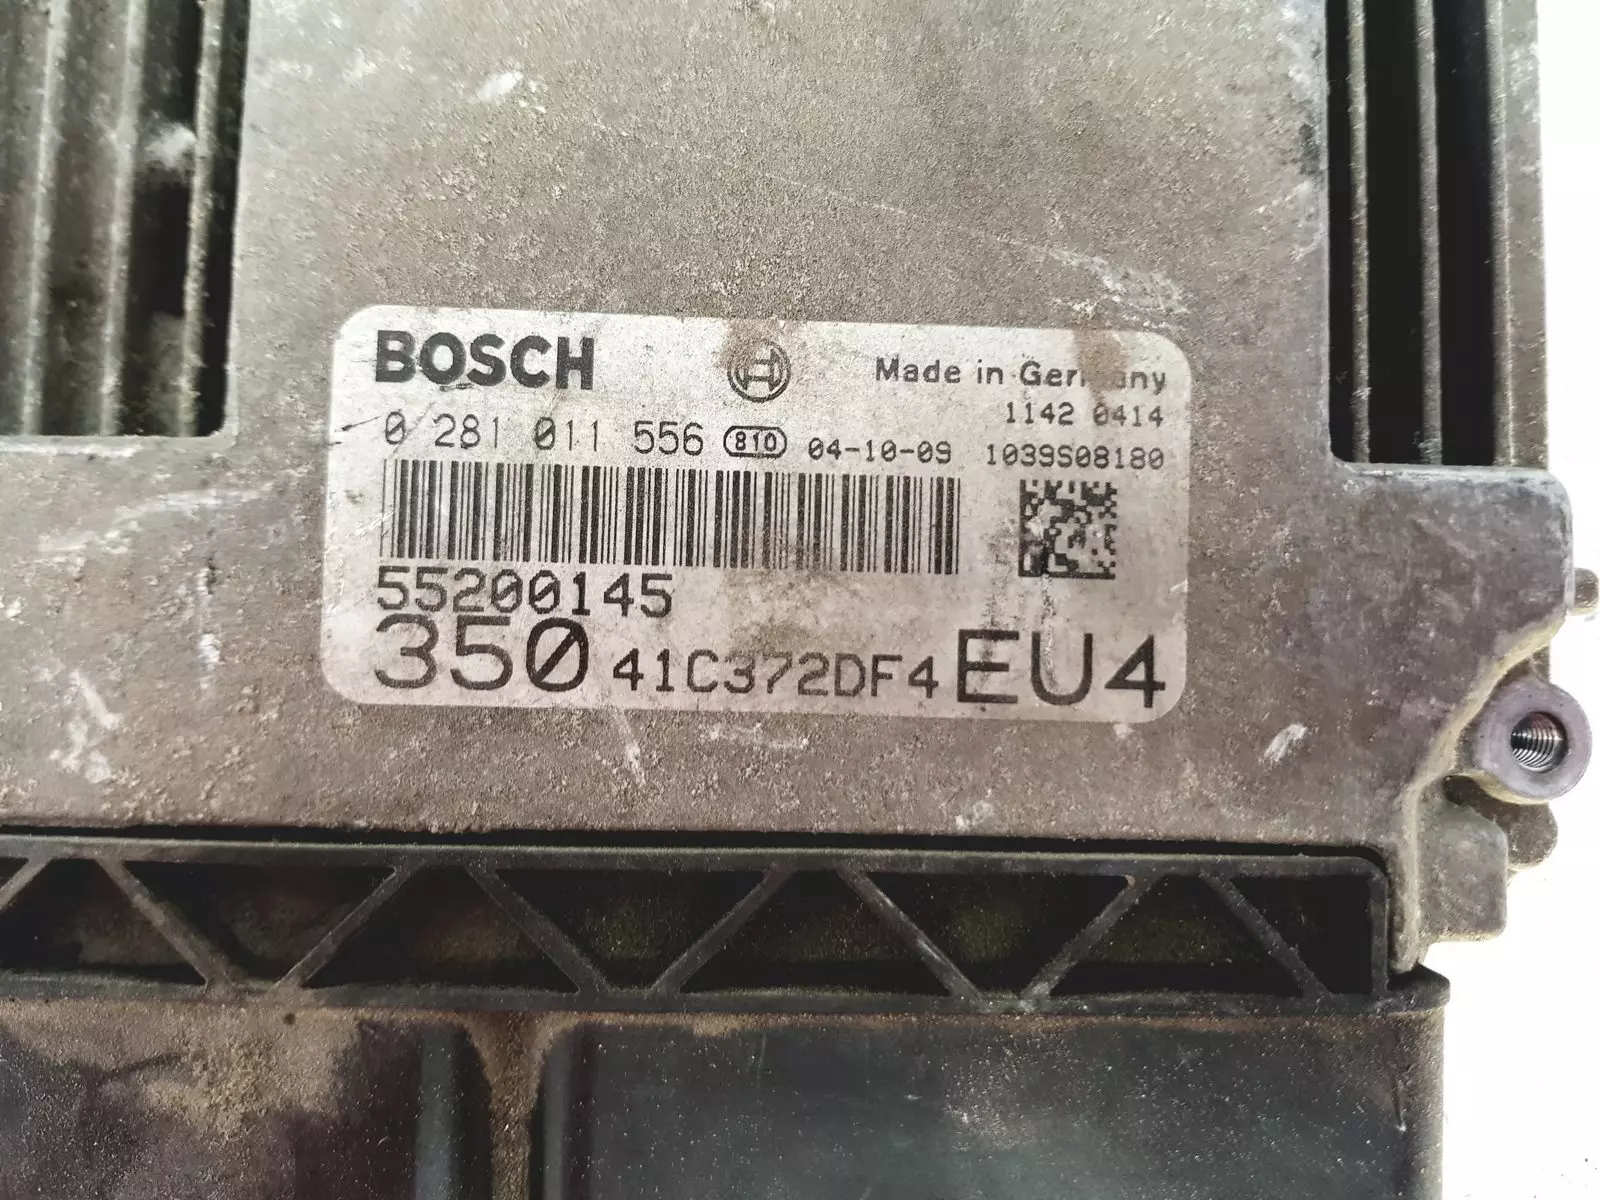 BOSCH
Made in Germany
1142 0414
0 281 011 556 810 04-10-09 1039S08180
55200145
350 41C372DF4 EU4